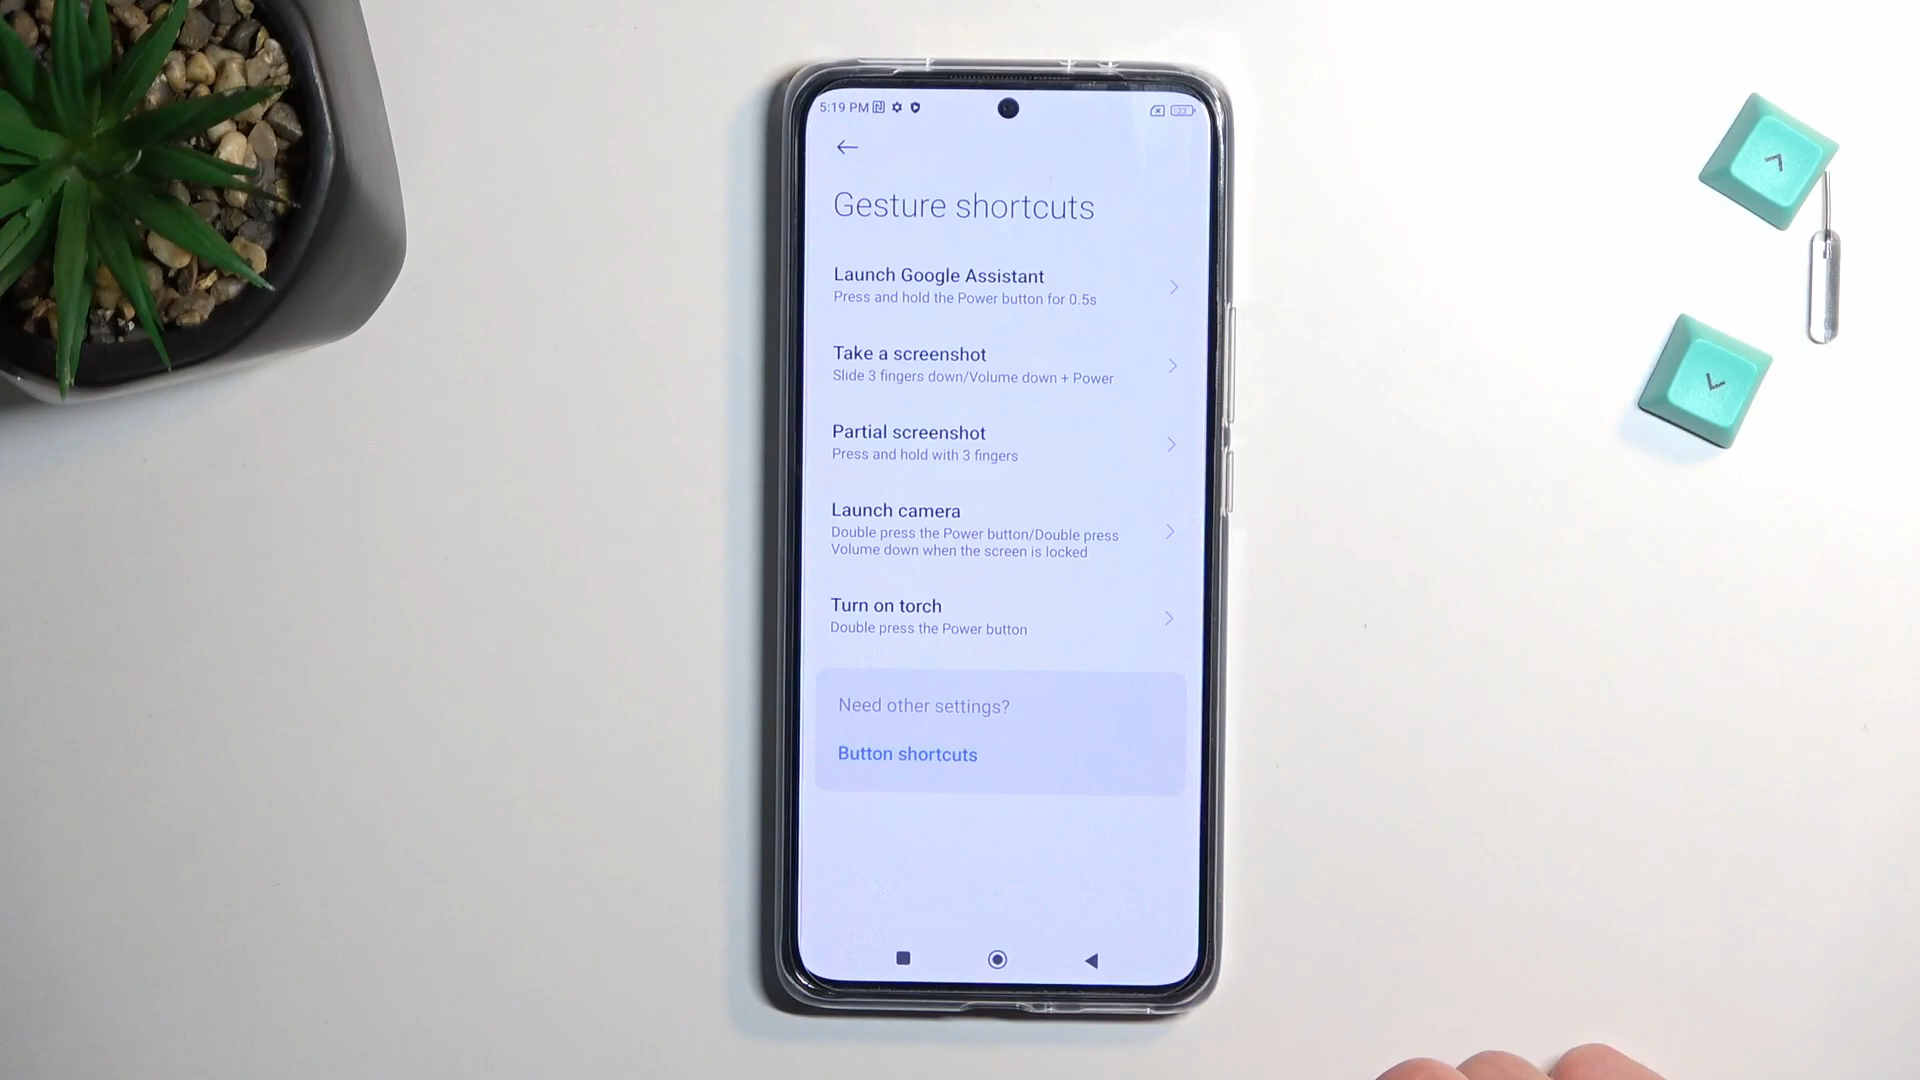 5:19 PM
23
Gesture shortcuts
Launch Google Assistant
Press and hold the Power button for 0.5s
Take a screenshot
Slide 3 fingers down/Volume down + Power
Partial screenshot
Press and hold with 3 fingers
Launch camera
Double press the Power button/Double press
Volume down when the screen is locked
Turn on torch
Double press the Power button
Need other settings?
Button shortcuts